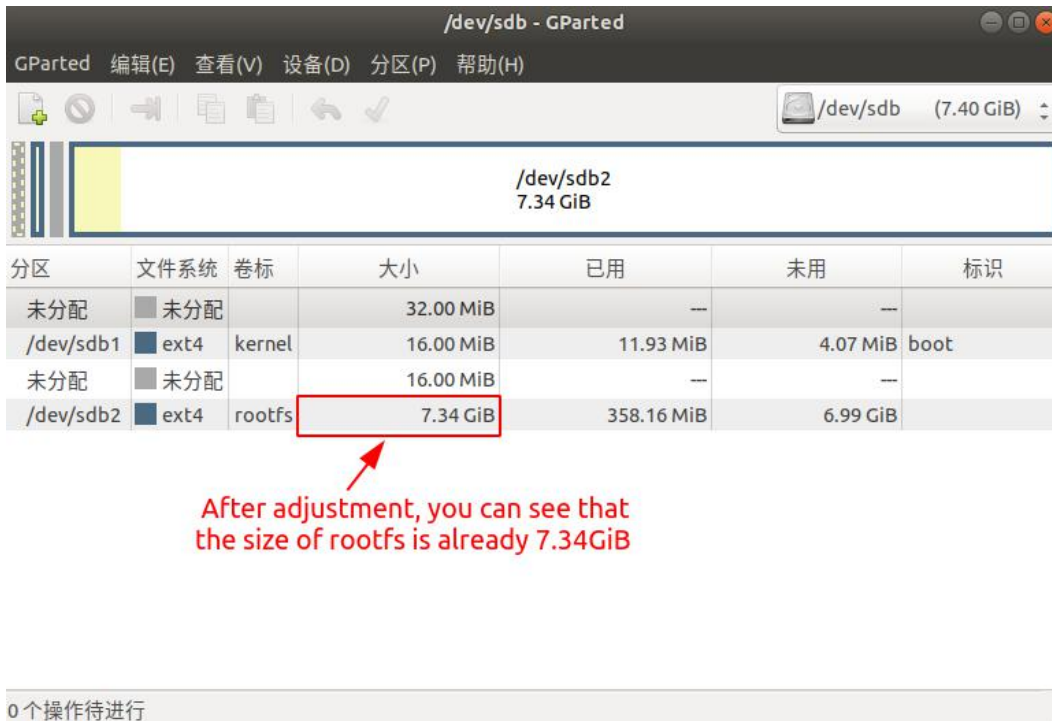 /dev/sdb - GParted
GParted 编辑(E) 查看(V) 设备(D) 分区(P) 帮助(H)
/dev/sdb (7.40 GiB)
/dev/sdb2
7.34 GiB
分区 文件系统 卷标 大小 已用 未用 标识
未分配 未分配 32.00 MiB --- ---
/dev/sdb1 ext4 kernel 16.00 MiB 11.93 MiB 4.07 MiB boot
未分配 未分配 16.00 MiB --- ---
/dev/sdb2 ext4 rootfs 7.34 GiB 358.16 MiB 6.99 GiB
After adjustment, you can see that
the size of rootfs is already 7.34GiB
0个操作待进行